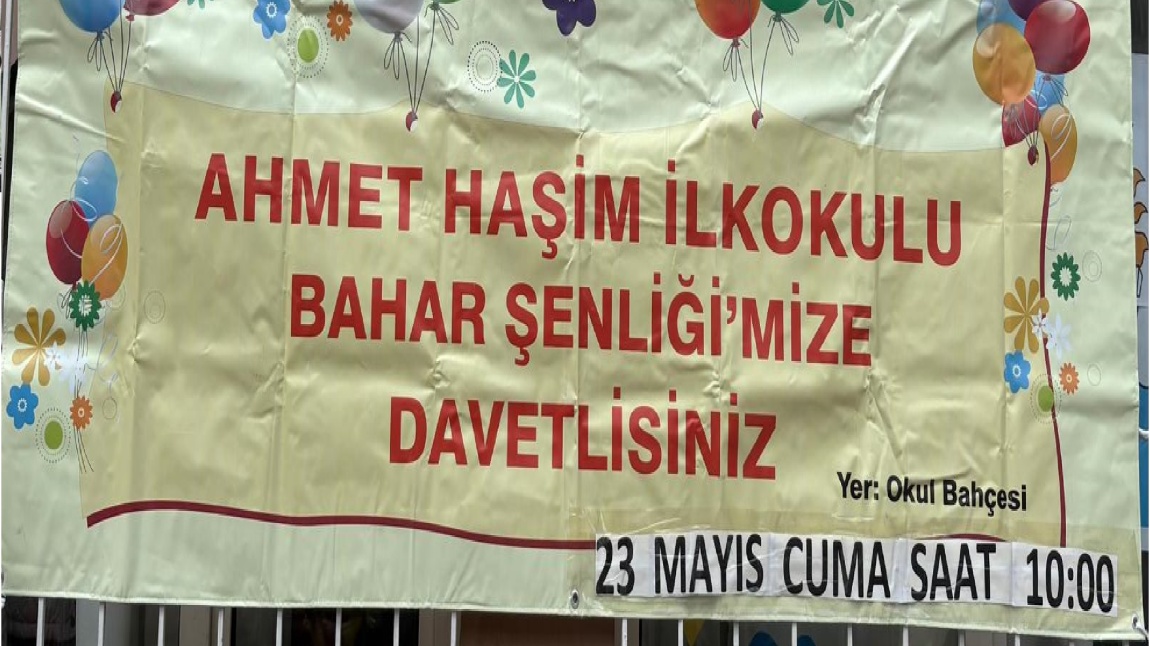 AHMET HAŞİM İLKOKULU
BAHAR ŞENLİĞİ'MİZE
DAVETLİSİNİZ
Yer: Okul Bahçesi
23 MAYIS CUMA SAAT 10:00